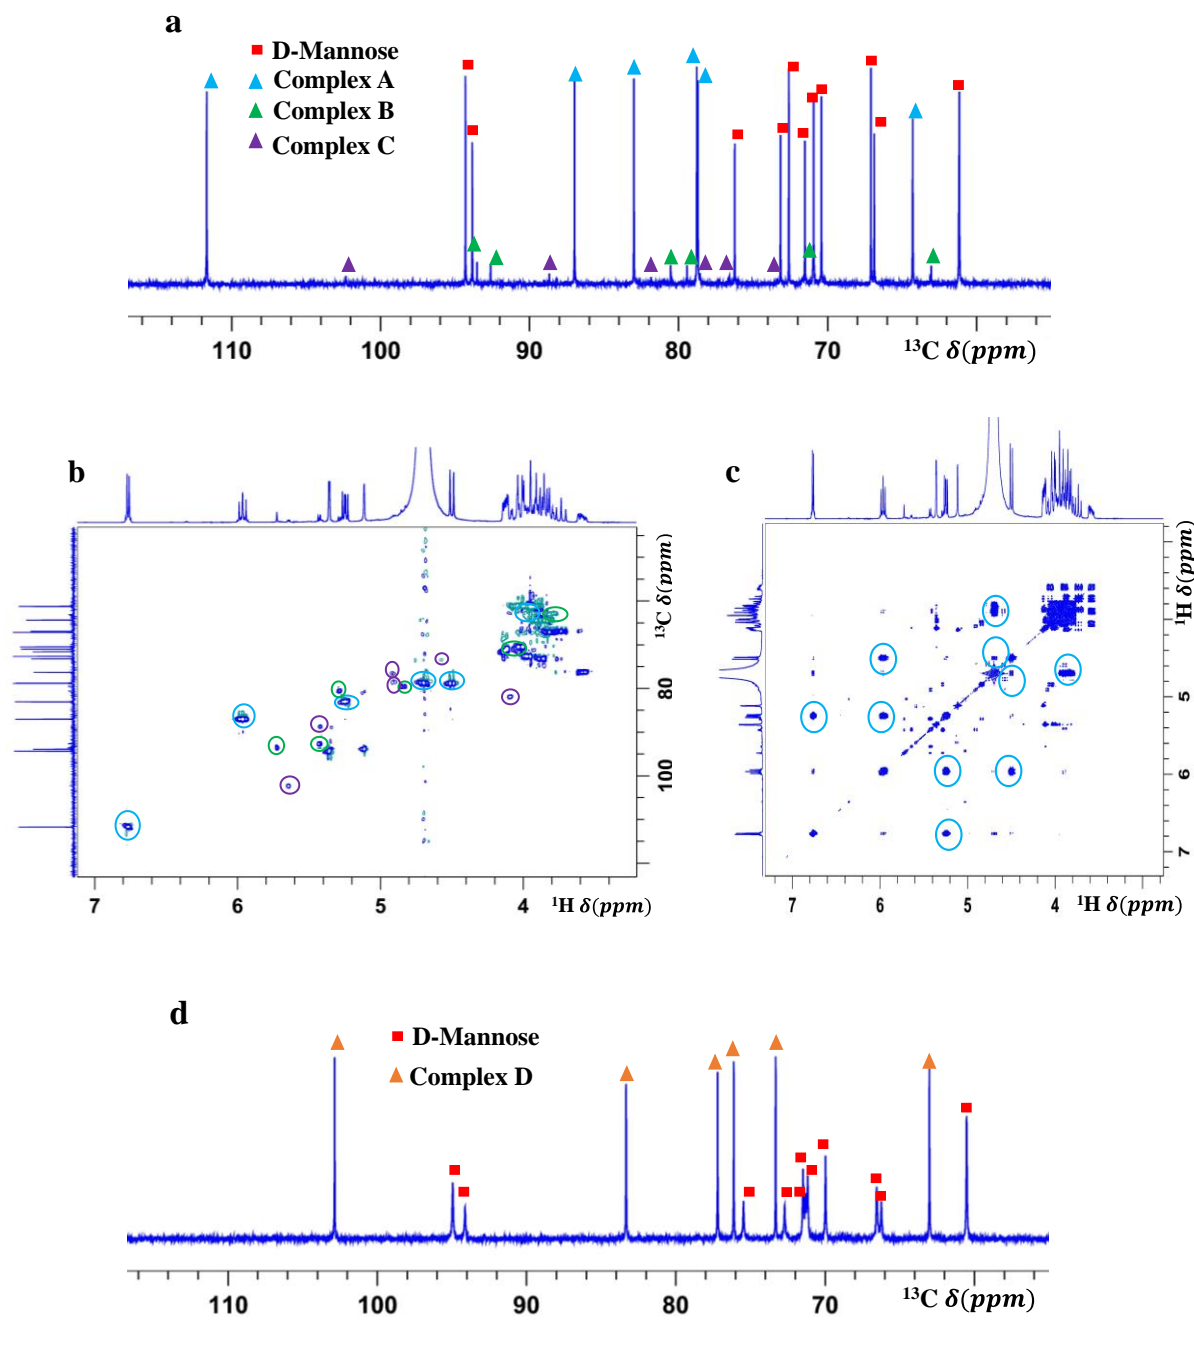 a
D-Mannose
Complex A
Complex B
Complex C
110 100 90 80 70 ¹³C δ(ppm)
b
c
¹³C δ(ppm)
80
100
7 6 5 4 ¹H δ(ppm)
¹H δ(ppm)
5
6
7
7 6 5 4 ¹H δ(ppm)
d
D-Mannose
Complex D
110 100 90 80 70 ¹³C δ(ppm)